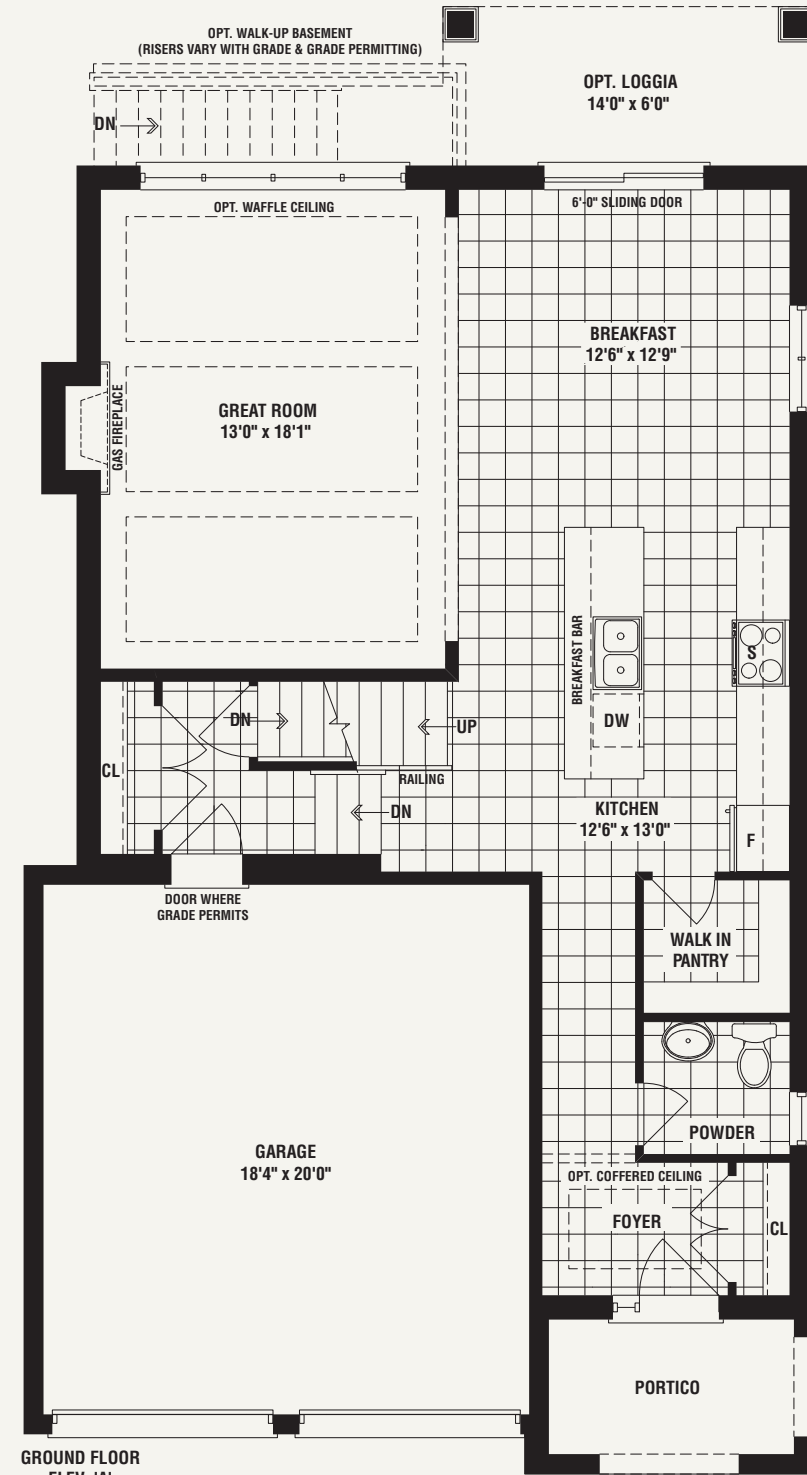 OPT. WALK-UP BASEMENT
(RISERS VARY WITH GRADE & GRADE PERMITTING)
OPT. LOGGIA
14'0" x 6'0"
DN
OPT. WAFFLE CEILING
6'-0" SLIDING DOOR
BREAKFAST
12'6" x 12'9"
GREAT ROOM
13'0" x 18'1"
GAS FIREPLACE
BREAKFAST BAR
S
DW
DN
UP
CL
RAILING
DN
KITCHEN
12'6" x 13'0"
F
DOOR WHERE
GRADE PERMITS
WALK IN
PANTRY
POWDER
GARAGE
18'4" x 20'0"
OPT. COFFERED CEILING
FOYER
CL
PORTICO
GROUND FLOOR
ELEV. 'A'